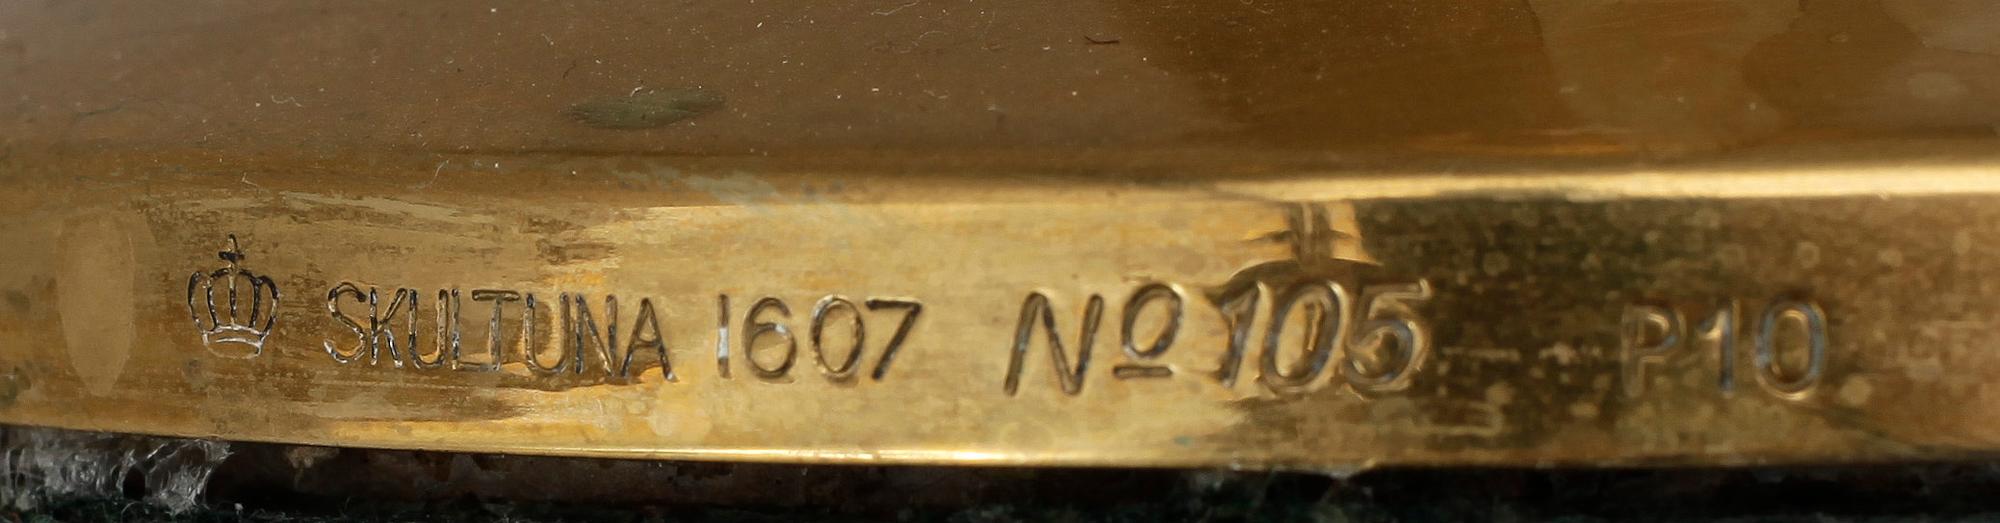 SKULTUNA 1607 Nº 105 P10